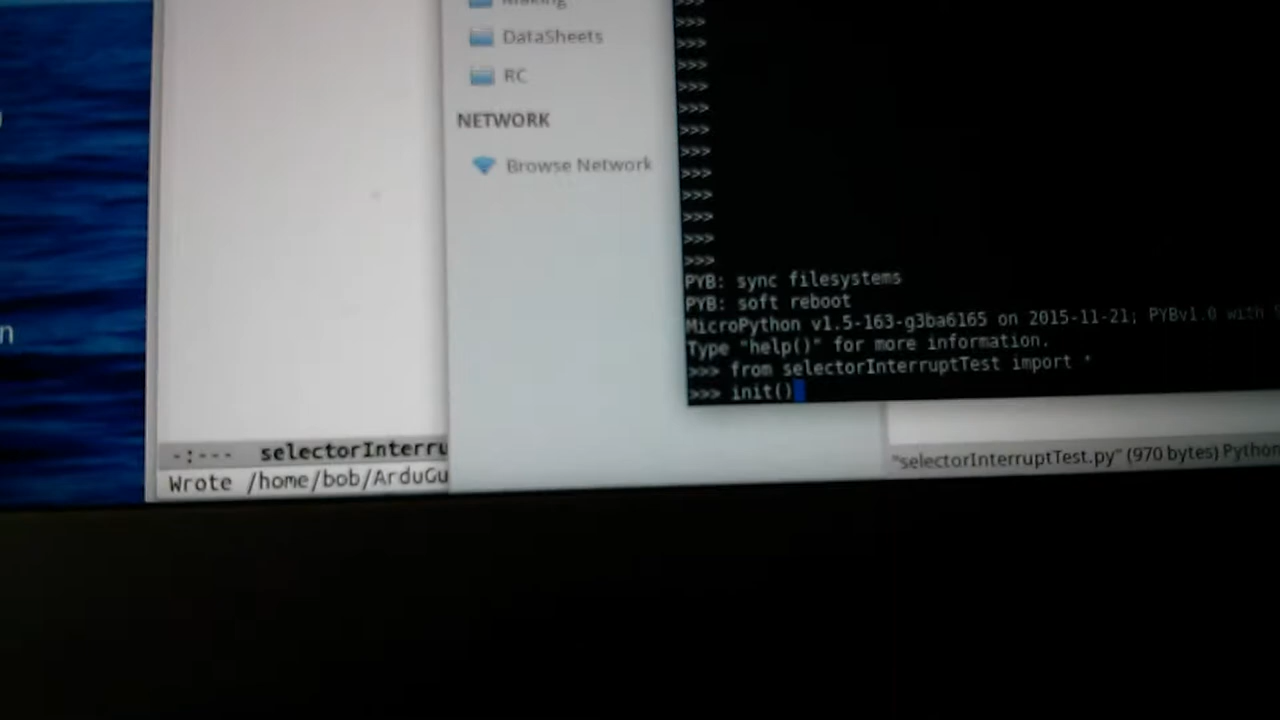 Making
DataSheets
RC
NETWORK
Browse Network
>>>
>>>
>>>
>>>
>>>
>>>
>>>
>>>
>>>
>>>
>>>
>>>
>>>
PYB: sync filesystems
PYB: soft reboot
MicroPython v1.5-163-g3ba6165 on 2015-11-21; PYBv1.0 with
Type "help()" for more information.
>>> from selectorInterruptTest import *
>>> init()
-:--- selectorInterru
Wrote /home/bob/ArduGu
"selectorInterruptTest.py" (970 bytes) Python
n